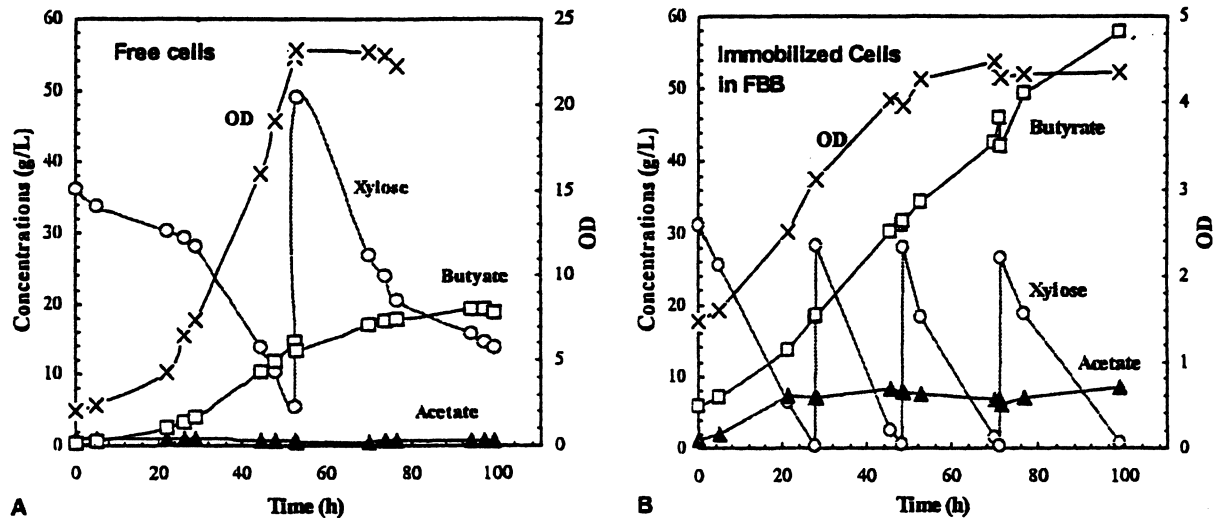 Free cells
OD
Xylose
Butyate
Acetate
Concentrations (g/L)
60
50
40
30
20
10
0
25
20
15
10
5
0
OD
0 20 40 60 80 100
Time (h)
A
Immobilized Cells
in FBB
OD
Butyrate
Xylose
Acetate
Concentrations (g/L)
60
50
40
30
20
10
0
5
4
3
2
1
0
OD
0 20 40 60 80 100
Time (h)
B